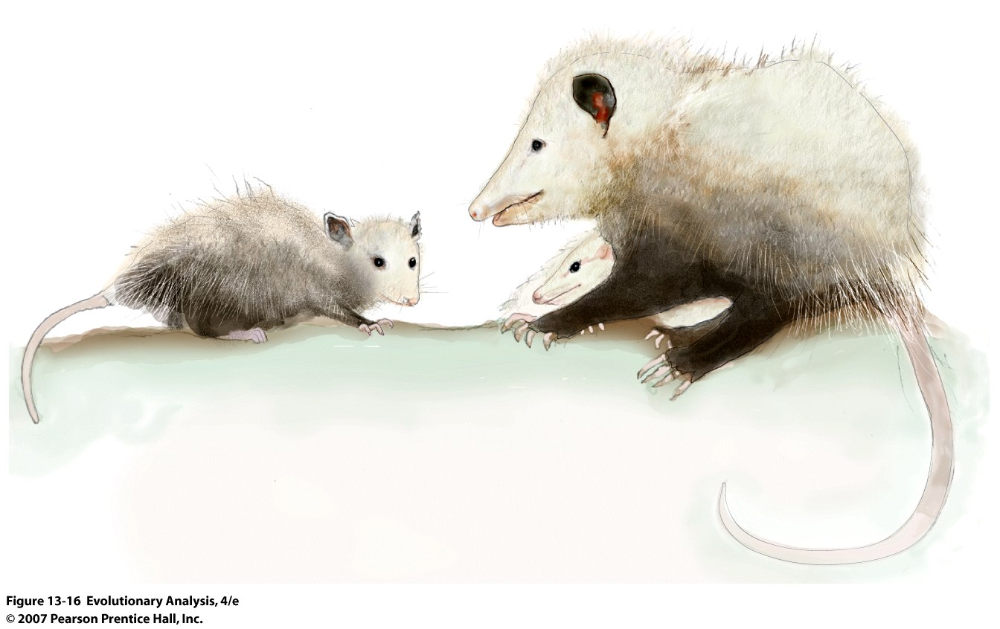 Figure 13-16 Evolutionary Analysis, 4/e
© 2007 Pearson Prentice Hall, Inc.